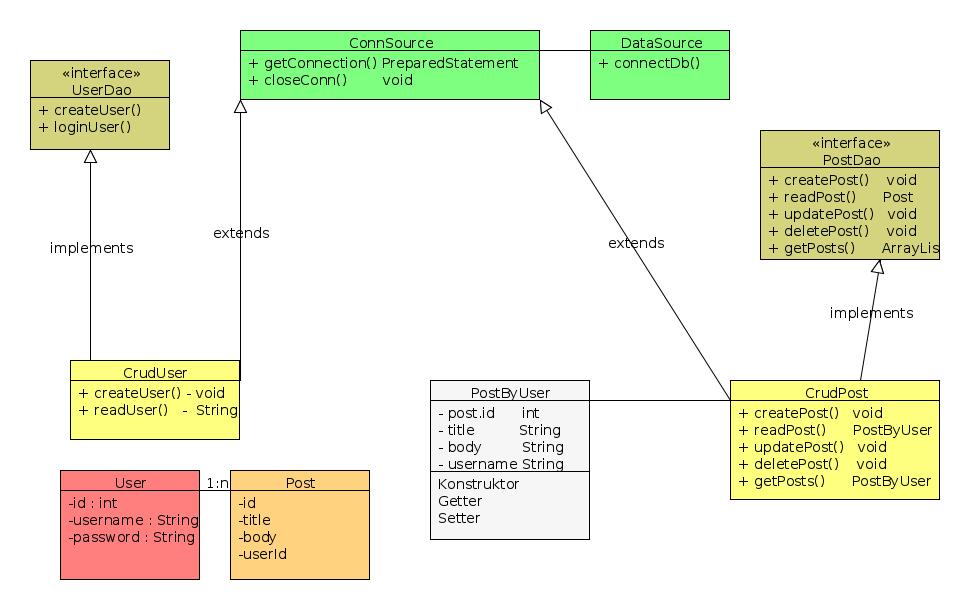 ConnSource
+ getConnection() PreparedStatement
+ closeConn() void
DataSource
+ connectDb()
«interface»
UserDao
+ createUser()
+ loginUser()
«interface»
PostDao
+ createPost() void
+ readPost() Post
+ updatePost() void
+ deletePost() void
+ getPosts() ArrayLis
implements
extends
extends
implements
CrudUser
+ createUser() - void
+ readUser() - String
PostByUser
- post.id int
- title String
- body String
- username String
Konstruktor
Getter
Setter
CrudPost
+ createPost() void
+ readPost() PostByUser
+ updatePost() void
+ deletePost() void
+ getPosts() PostByUser
User
-id : int
-username : String
-password : String
1:n
Post
-id
-title
-body
-userId